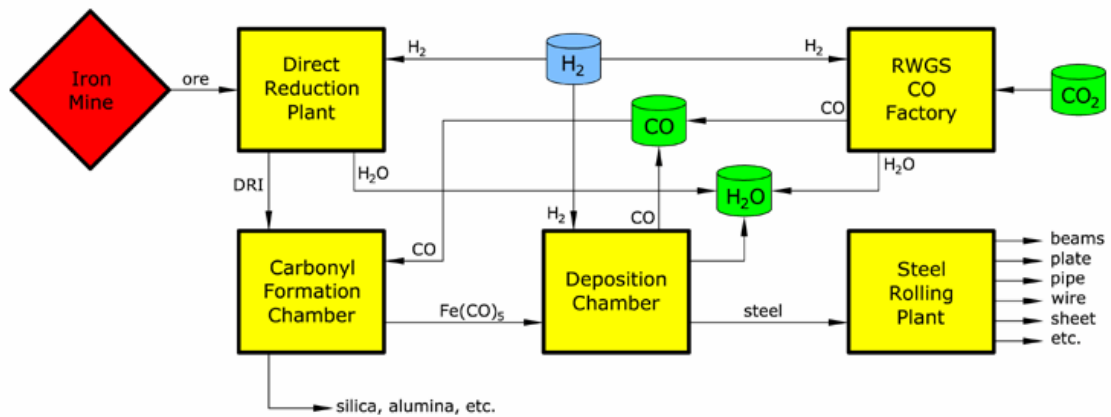 Iron
Mine
ore
Direct
Reduction
Plant
H₂
H₂
H₂
RWGS
CO
Factory
CO₂
CO
CO
DRI
H₂O
H₂O
H₂O
H₂
CO
CO
Carbonyl
Formation
Chamber
Fe(CO)₅
Deposition
Chamber
steel
Steel
Rolling
Plant
beams
plate
pipe
wire
sheet
etc.
silica, alumina, etc.